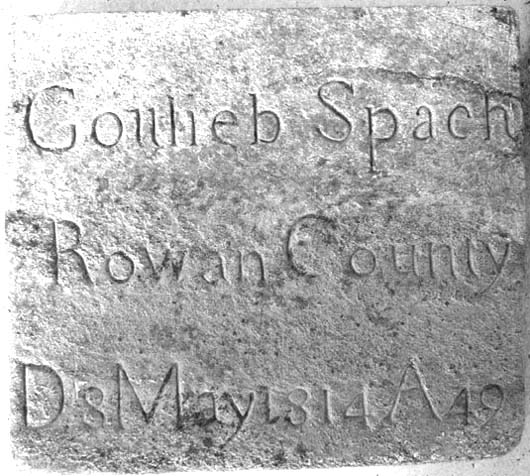 Gottlieb Spach
Rowan County
D. 8 May 1814 A 49